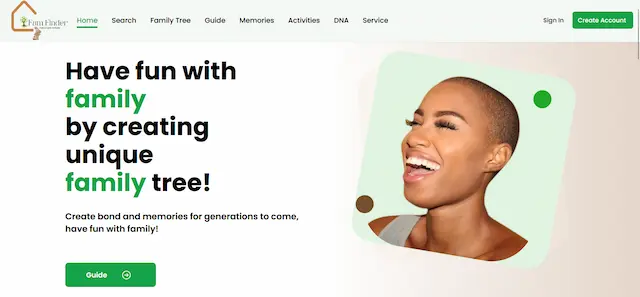 Fam Finder
Home Search Family Tree Guide Memories Activities DNA Service
Sign In Create Account
Have fun with
family
by creating
unique
family tree!
Create bond and memories for generations to come,
have fun with family!
Guide